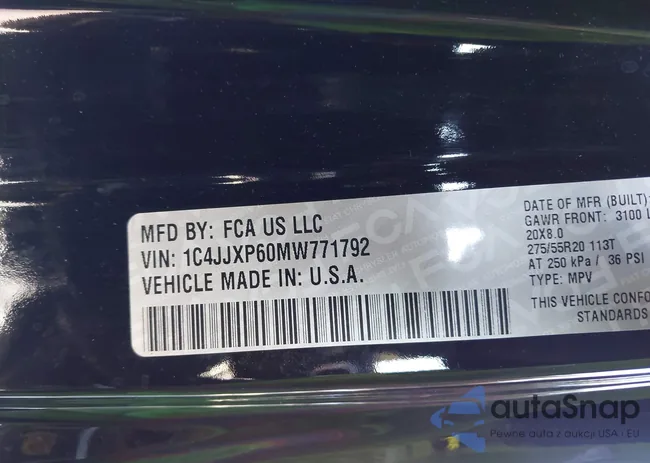 MFD BY: FCA US LLC
VIN: 1C4JJXP60MW771792
VEHICLE MADE IN: U.S.A.
DATE OF MFR (BUILT)
GAWR FRONT: 3100 L
20X8.0
275/55R20 113T
AT 250 kPa / 36 PSI
TYPE: MPV
THIS VEHICLE CONFO
STANDARDS
autoSnap
Pewne auta z aukcji USA i EU